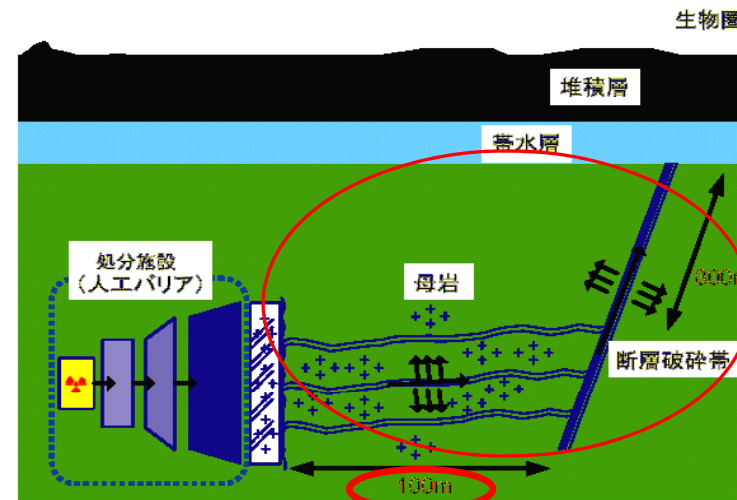 生物圏
堆積層
帯水層
処分施設
（人工バリア）
母岩
800m
断層破砕帯
100m